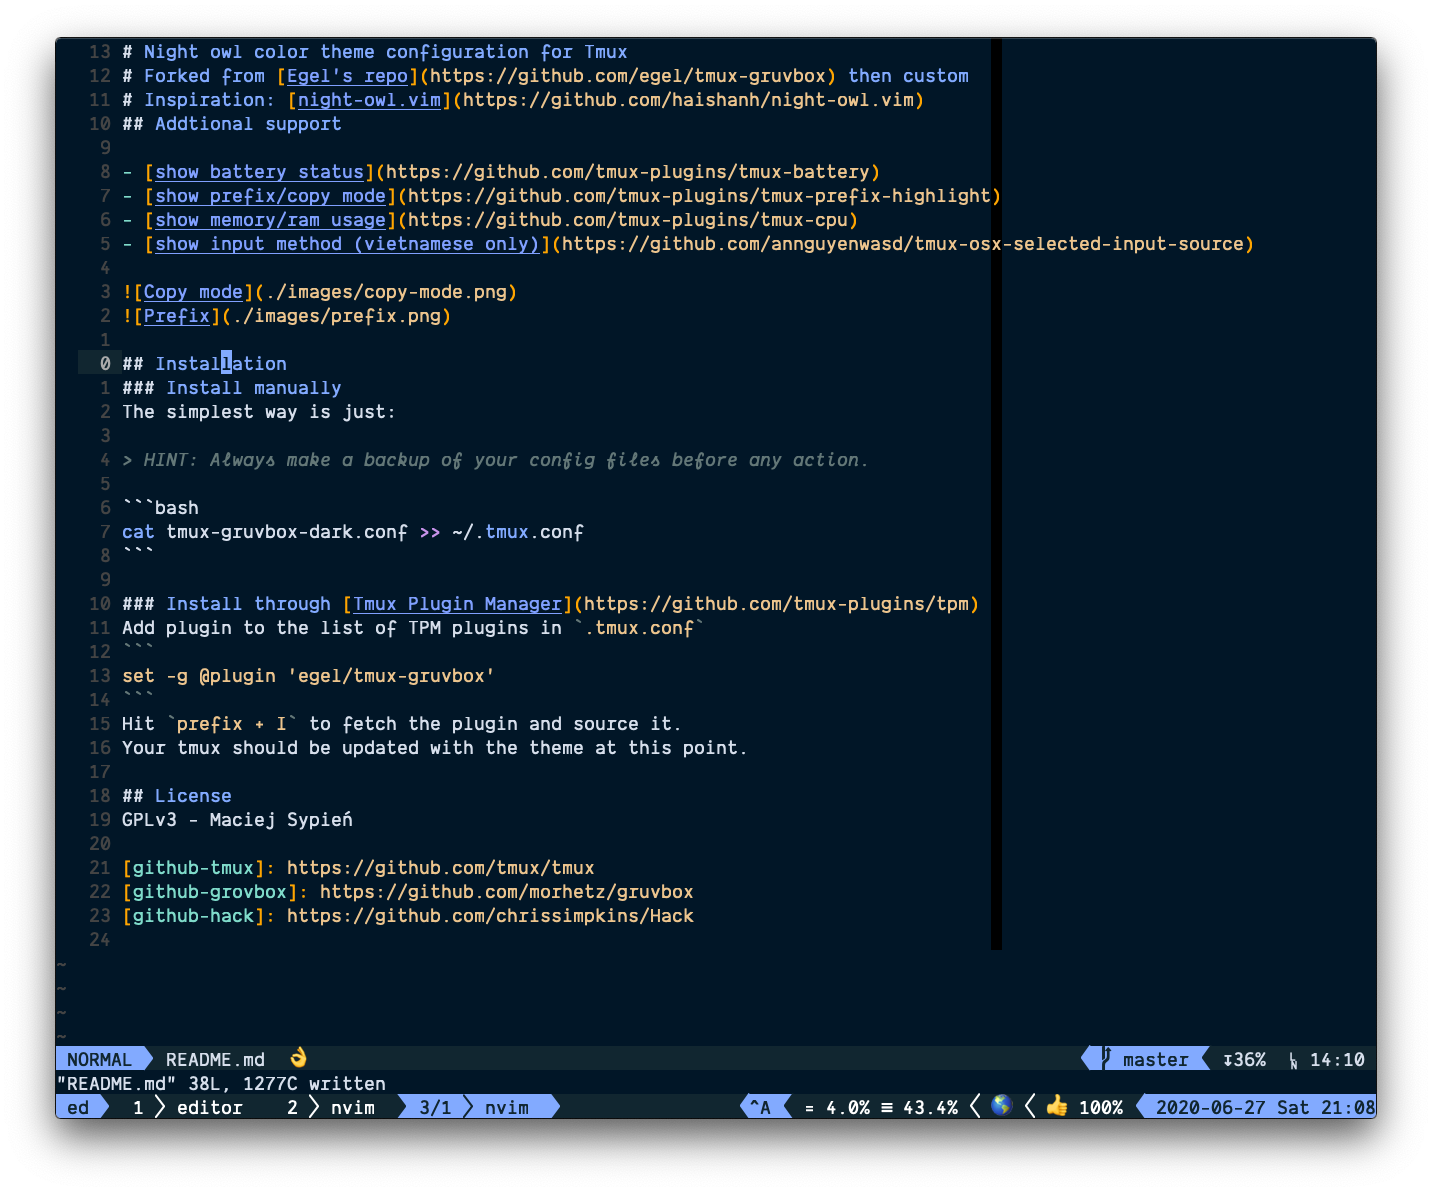 13 # Night owl color theme configuration for Tmux
12 # Forked from [Egel's repo](https://github.com/egel/tmux-gruvbox) then custom
11 # Inspiration: [night-owl.vim](https://github.com/haishanh/night-owl.vim)
10 ## Addtional support
9
8 - [show battery status](https://github.com/tmux-plugins/tmux-battery)
7 - [show prefix/copy mode](https://github.com/tmux-plugins/tmux-prefix-highlight)
6 - [show memory/ram usage](https://github.com/tmux-plugins/tmux-cpu)
5 - [show input method (vietnamese only)](https://github.com/annguyenwasd/tmux-osx-selected-input-source)
4
3 ![Copy mode](./images/copy-mode.png)
2 ![Prefix](./images/prefix.png)
1
0 ## Installation
1 ### Install manually
2 The simplest way is just:
3
4 > HINT: Always make a backup of your config files before any action.
5
6 ```bash
7 cat tmux-gruvbox-dark.conf >> ~/.tmux.conf
8 ```
9
10 ### Install through [Tmux Plugin Manager](https://github.com/tmux-plugins/tpm)
11 Add plugin to the list of TPM plugins in `.tmux.conf`
12 ```
13 set -g @plugin 'egel/tmux-gruvbox'
14 ```
15 Hit `prefix + I` to fetch the plugin and source it.
16 Your tmux should be updated with the theme at this point.
17
18 ## License
19 GPLv3 - Maciej Sypień
20
21 [github-tmux]: https://github.com/tmux/tmux
22 [github-grovbox]: https://github.com/morhetz/gruvbox
23 [github-hack]: https://github.com/chrissimpkins/Hack
24
~
~
~
~
NORMAL README.md 👌 master ↧36% ␤ 14:10
"README.md" 38L, 1277C written
ed 1 editor 2 nvim 3/1 nvim ^A = 4.0% ≡ 43.4% 🌎 👍 100% 2020-06-27 Sat 21:08